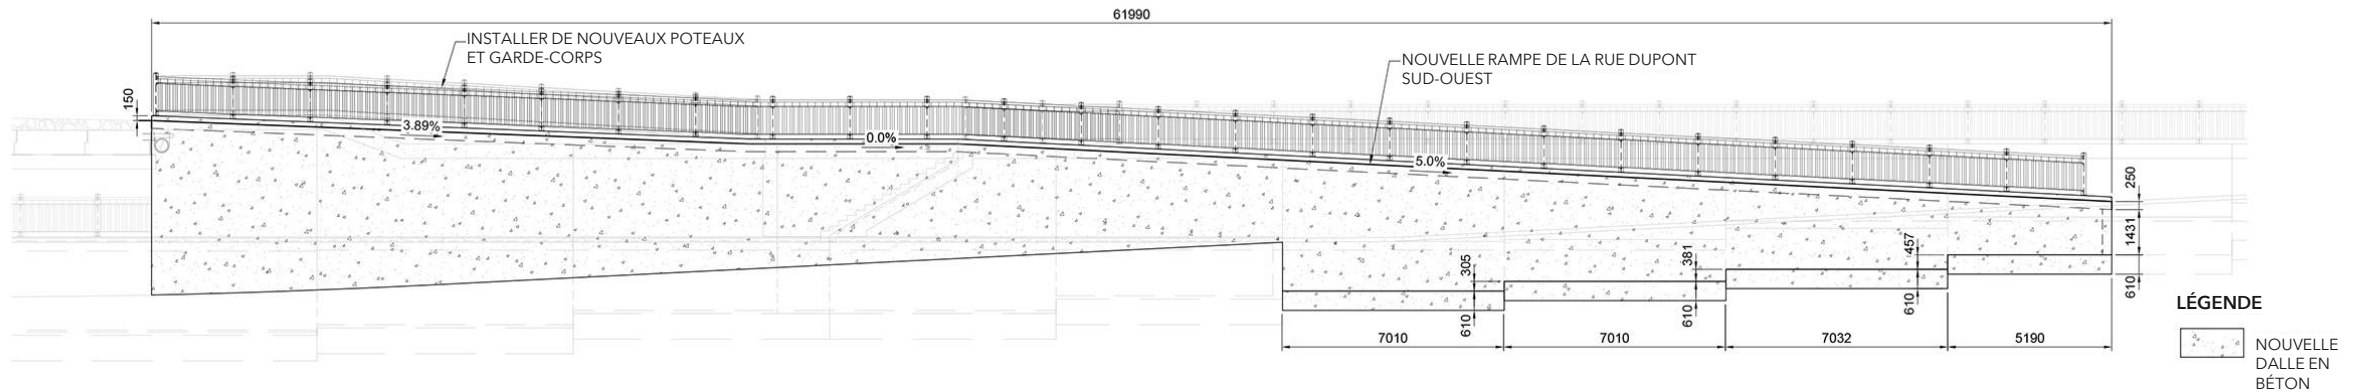 61990
INSTALLER DE NOUVEAUX POTEAUX
ET GARDE-CORPS
NOUVELLE RAMPE DE LA RUE DUPONT
SUD-OUEST
150
3.89%
0.0%
5.0%
250
1431
610
457
610
381
610
305
610
7010
7010
7032
5190
LÉGENDE
NOUVELLE
DALLE EN
BÉTON